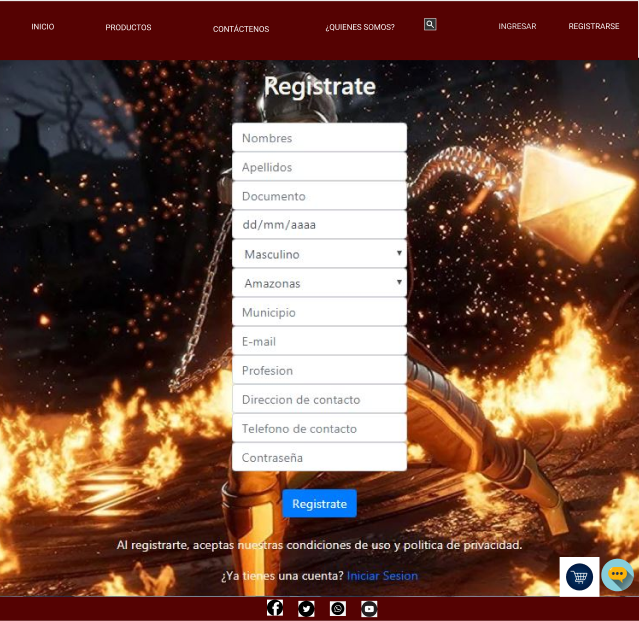 INICIO PRODUCTOS CONTÁCTENOS ¿QUIENES SOMOS? INGRESAR REGISTRARSE
Registrate
Nombres
Apellidos
Documento
dd/mm/aaaa
Masculino
Amazonas
Municipio
E-mail
Profesion
Direccion de contacto
Telefono de contacto
Contraseña
Registrate
Al registrarte, aceptas nuestras condiciones de uso y politica de privacidad.
¿Ya tienes una cuenta? Iniciar Sesion